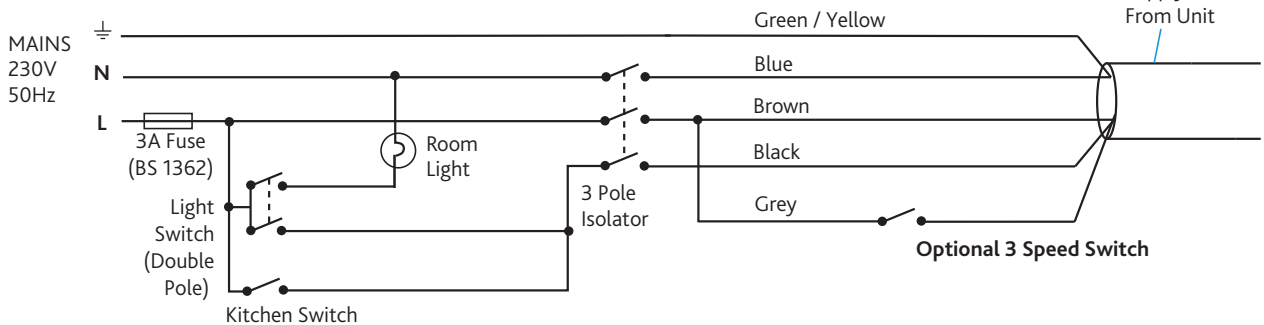 From Unit
Green / Yellow
MAINS
230V
50Hz
N
Blue
L
Brown
3A Fuse
(BS 1362)
Room
Light
Black
3 Pole
Isolator
Grey
Light
Switch
(Double
Pole)
Optional 3 Speed Switch
Kitchen Switch